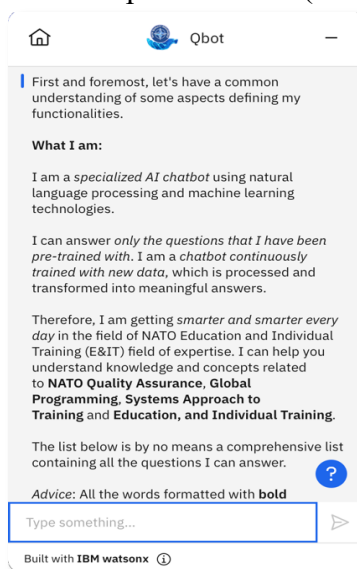 Qbot
First and foremost, let's have a common
understanding of some aspects defining my
functionalities.
What I am:
I am a specialized AI chatbot using natural
language processing and machine learning
technologies.
I can answer only the questions that I have been
pre-trained with. I am a chatbot continuously
trained with new data, which is processed and
transformed into meaningful answers.
Therefore, I am getting smarter and smarter every
day in the field of NATO Education and Individual
Training (E&IT) field of expertise. I can help you
understand knowledge and concepts related
to NATO Quality Assurance, Global
Programming, Systems Approach to
Training and Education, and Individual Training.
The list below is by no means a comprehensive list
containing all the questions I can answer.
?
Advice: All the words formatted with bold
Type something...
Built with IBM watsonx